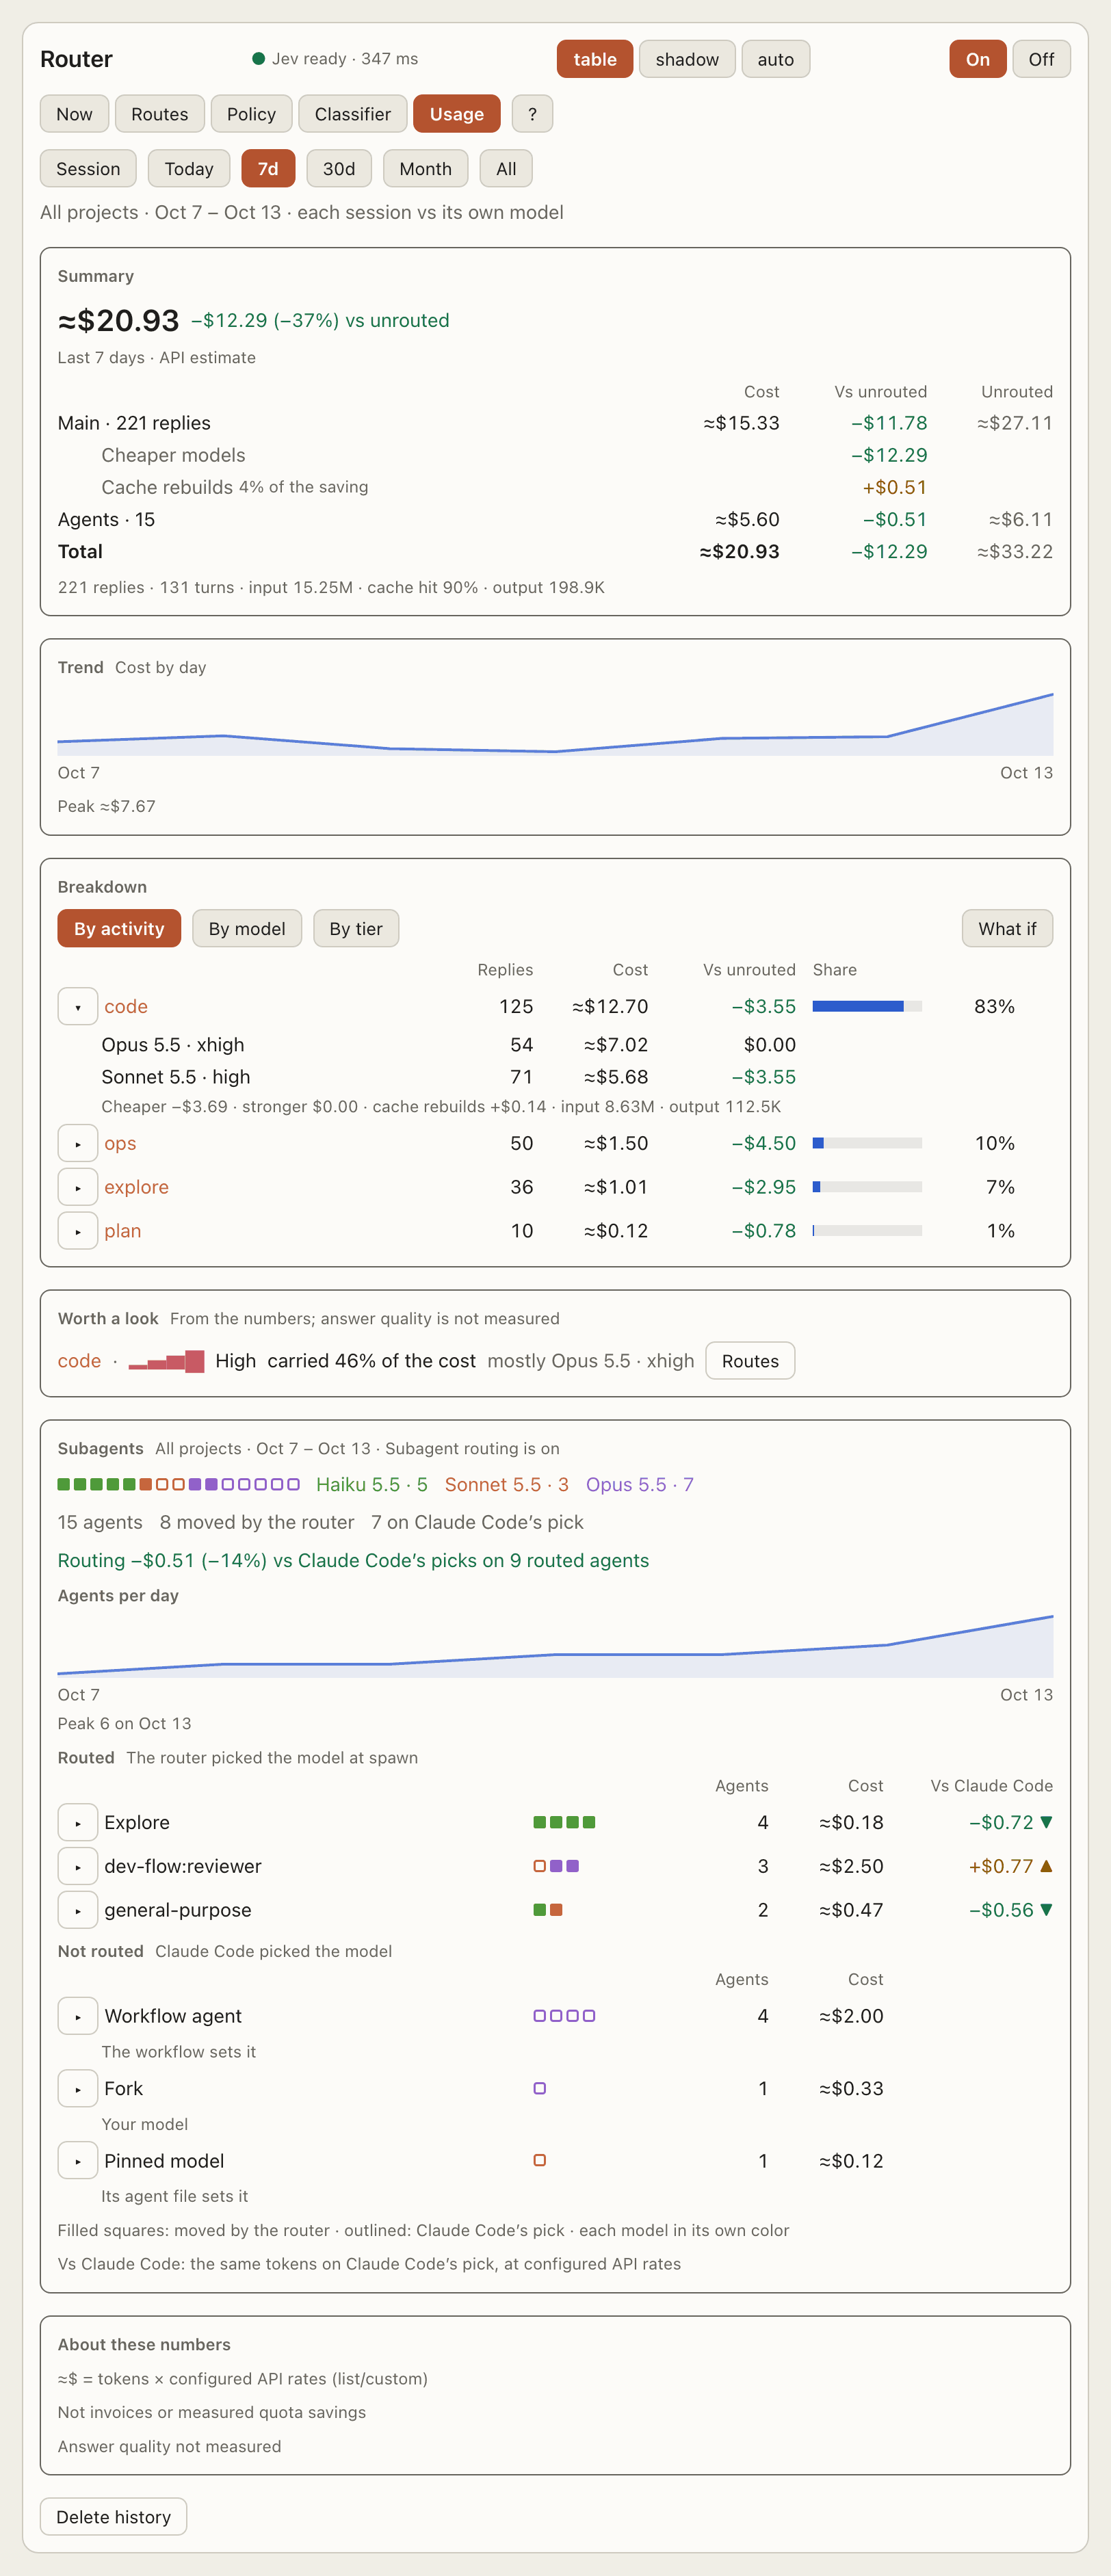 Router Jev ready · 347 ms table shadow auto On Off
Now Routes Policy Classifier Usage ?
Session Today 7d 30d Month All
All projects · Oct 7 – Oct 13 · each session vs its own model
Summary
≈$20.93 −$12.29 (−37%) vs unrouted
Last 7 days · API estimate
Cost Vs unrouted Unrouted
Main · 221 replies ≈$15.33 −$11.78 ≈$27.11
Cheaper models −$12.29
Cache rebuilds 4% of the saving +$0.51
Agents · 15 ≈$5.60 −$0.51 ≈$6.11
Total ≈$20.93 −$12.29 ≈$33.22
221 replies · 131 turns · input 15.25M · cache hit 90% · output 198.9K
Trend Cost by day
Oct 7 Oct 13
Peak ≈$7.67
Breakdown
By activity By model By tier What if
Replies Cost Vs unrouted Share
code 125 ≈$12.70 −$3.55 83%
Opus 5.5 · xhigh 54 ≈$7.02 $0.00
Sonnet 5.5 · high 71 ≈$5.68 −$3.55
Cheaper −$3.69 · stronger $0.00 · cache rebuilds +$0.14 · input 8.63M · output 112.5K
ops 50 ≈$1.50 −$4.50 10%
explore 36 ≈$1.01 −$2.95 7%
plan 10 ≈$0.12 −$0.78 1%
Worth a look From the numbers; answer quality is not measured
code · High carried 46% of the cost mostly Opus 5.5 · xhigh Routes
Subagents All projects · Oct 7 – Oct 13 · Subagent routing is on
Haiku 5.5 · 5 Sonnet 5.5 · 3 Opus 5.5 · 7
15 agents 8 moved by the router 7 on Claude Code’s pick
Routing −$0.51 (−14%) vs Claude Code’s picks on 9 routed agents
Agents per day
Oct 7 Oct 13
Peak 6 on Oct 13
Routed The router picked the model at spawn
Agents Cost Vs Claude Code
Explore 4 ≈$0.18 −$0.72 ▼
dev-flow:reviewer 3 ≈$2.50 +$0.77 ▲
general-purpose 2 ≈$0.47 −$0.56 ▼
Not routed Claude Code picked the model
Agents Cost
Workflow agent 4 ≈$2.00
The workflow sets it
Fork 1 ≈$0.33
Your model
Pinned model 1 ≈$0.12
Its agent file sets it
Filled squares: moved by the router · outlined: Claude Code’s pick · each model in its own color
Vs Claude Code: the same tokens on Claude Code’s pick, at configured API rates
About these numbers
≈$ = tokens × configured API rates (list/custom)
Not invoices or measured quota savings
Answer quality not measured
Delete history